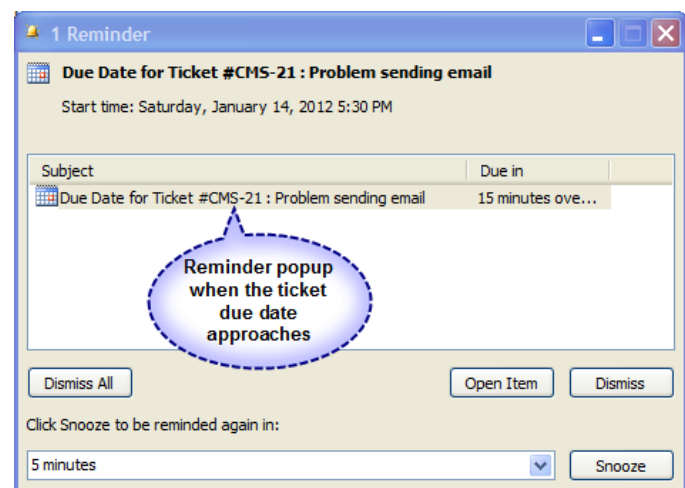 1 Reminder
Due Date for Ticket #CMS-21 : Problem sending email
Start time: Saturday, January 14, 2012 5:30 PM
Subject Due in
Due Date for Ticket #CMS-21 : Problem sending email 15 minutes ove...
Reminder popup
when the ticket
due date
approaches
Dismiss All Open Item Dismiss
Click Snooze to be reminded again in:
5 minutes Snooze